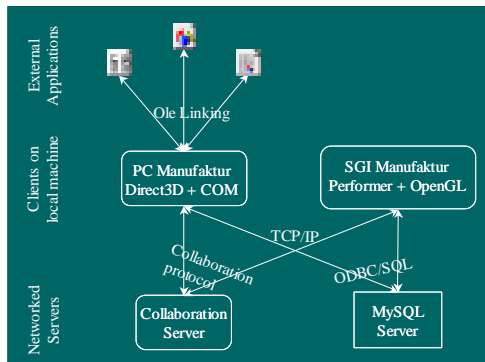 External
Applications
Ole Linking
Clients on
local machine
PC Manufaktur
Direct3D + COM
SGI Manufaktur
Performer + OpenGL
TCP/IP
Collaboration
protocol
ODBC/SQL
Networked
Servers
Collaboration
Server
MySQL
Server